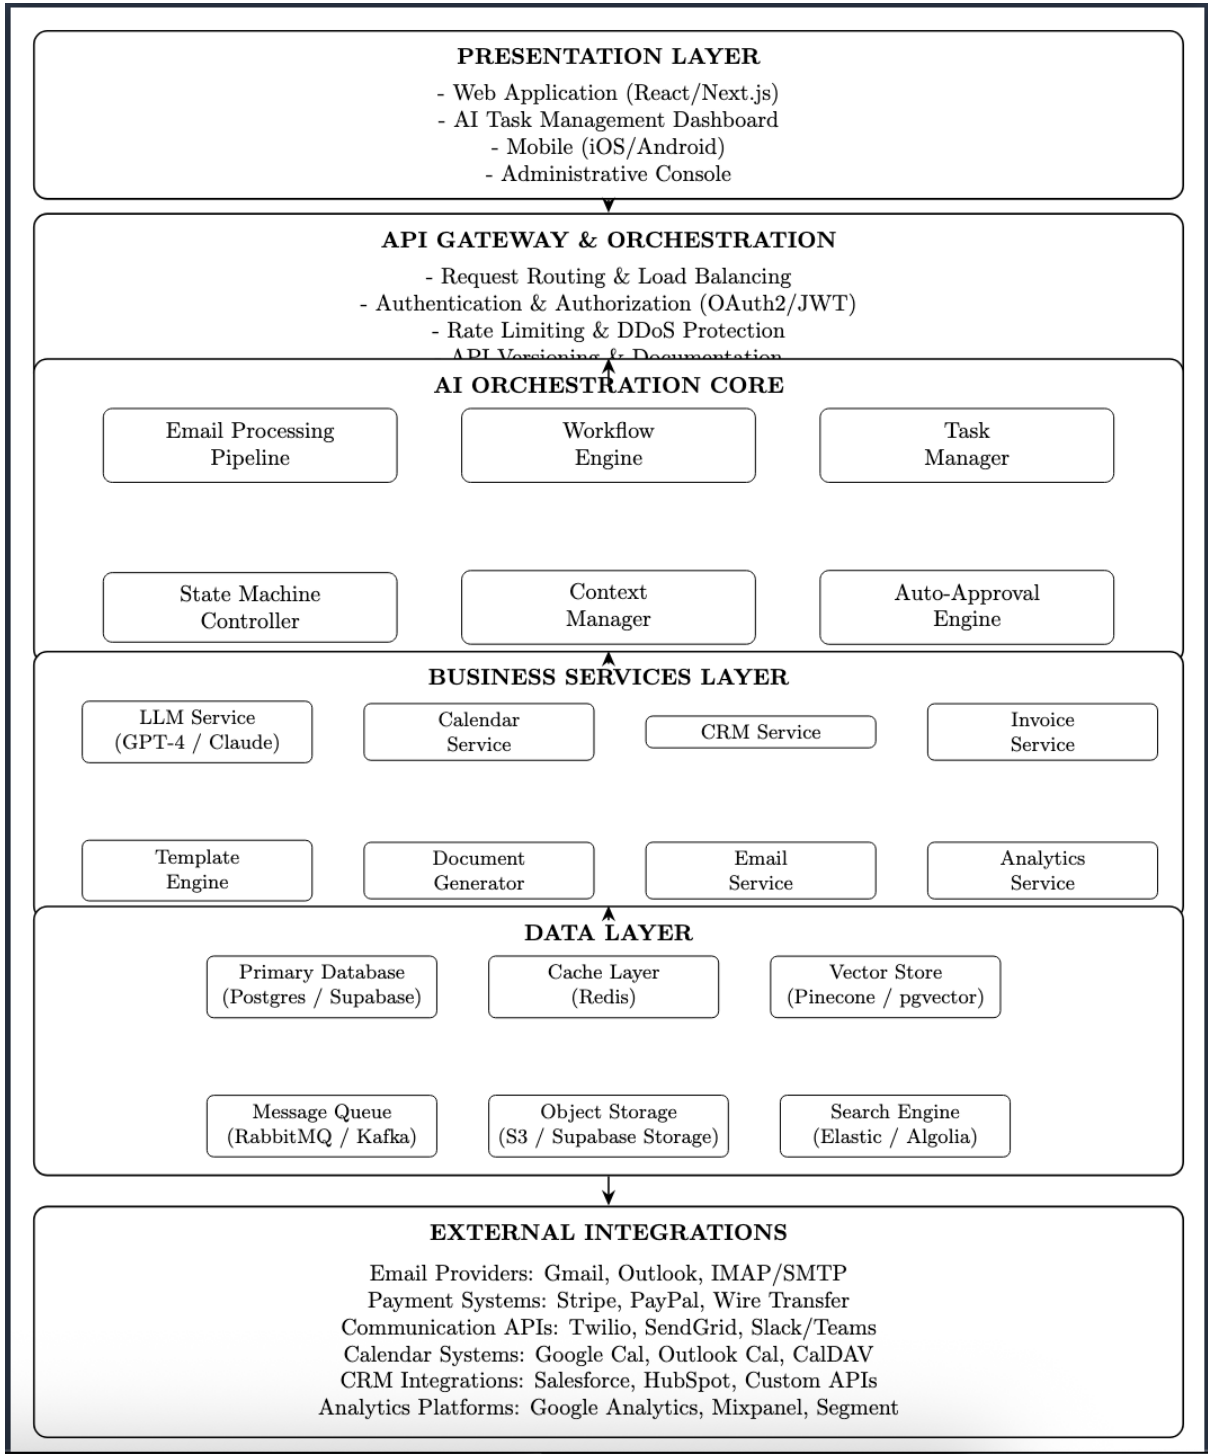 PRESENTATION LAYER
- Web Application (React/Next.js)
- AI Task Management Dashboard
- Mobile (iOS/Android)
- Administrative Console
API GATEWAY & ORCHESTRATION
- Request Routing & Load Balancing
- Authentication & Authorization (OAuth2/JWT)
- Rate Limiting & DDoS Protection
- API Versioning & Documentation
AI ORCHESTRATION CORE
Email Processing
Pipeline
Workflow
Engine
Task
Manager
State Machine
Controller
Context
Manager
Auto-Approval
Engine
BUSINESS SERVICES LAYER
LLM Service
(GPT-4 / Claude)
Calendar
Service
CRM Service
Invoice
Service
Template
Engine
Document
Generator
Email
Service
Analytics
Service
DATA LAYER
Primary Database
(Postgres / Supabase)
Cache Layer
(Redis)
Vector Store
(Pinecone / pgvector)
Message Queue
(RabbitMQ / Kafka)
Object Storage
(S3 / Supabase Storage)
Search Engine
(Elastic / Algolia)
EXTERNAL INTEGRATIONS
Email Providers: Gmail, Outlook, IMAP/SMTP
Payment Systems: Stripe, PayPal, Wire Transfer
Communication APIs: Twilio, SendGrid, Slack/Teams
Calendar Systems: Google Cal, Outlook Cal, CalDAV
CRM Integrations: Salesforce, HubSpot, Custom APIs
Analytics Platforms: Google Analytics, Mixpanel, Segment